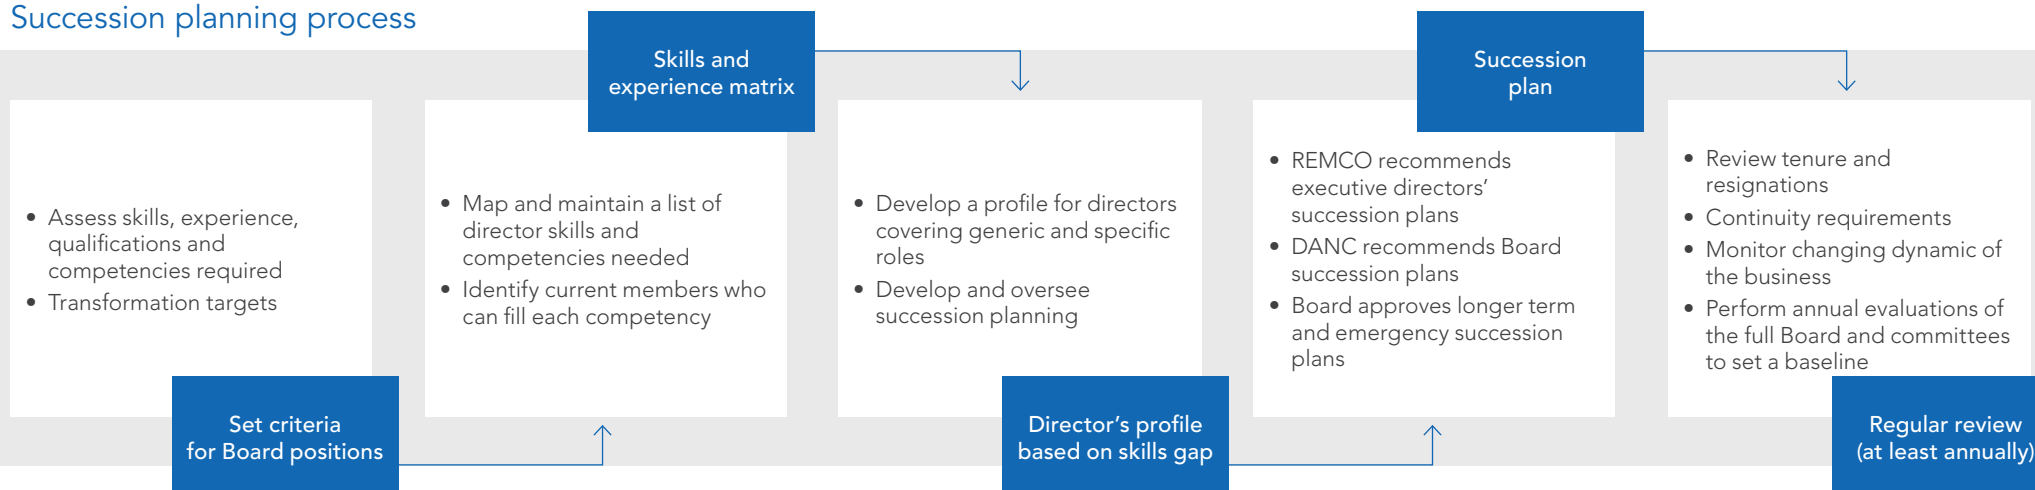 Succession planning process
• Assess skills, experience,
qualifications and
competencies required
• Transformation targets
Set criteria
for Board positions
Skills and
experience matrix
• Map and maintain a list of
director skills and
competencies needed
• Identify current members who
can fill each competency
• Develop a profile for directors
covering generic and specific
roles
• Develop and oversee
succession planning
Director’s profile
based on skills gap
Succession
plan
• REMCO recommends
executive directors’
succession plans
• DANC recommends Board
succession plans
• Board approves longer term
and emergency succession
plans
• Review tenure and
resignations
• Continuity requirements
• Monitor changing dynamic of
the business
• Perform annual evaluations of
the full Board and committees
to set a baseline
Regular review
(at least annually)